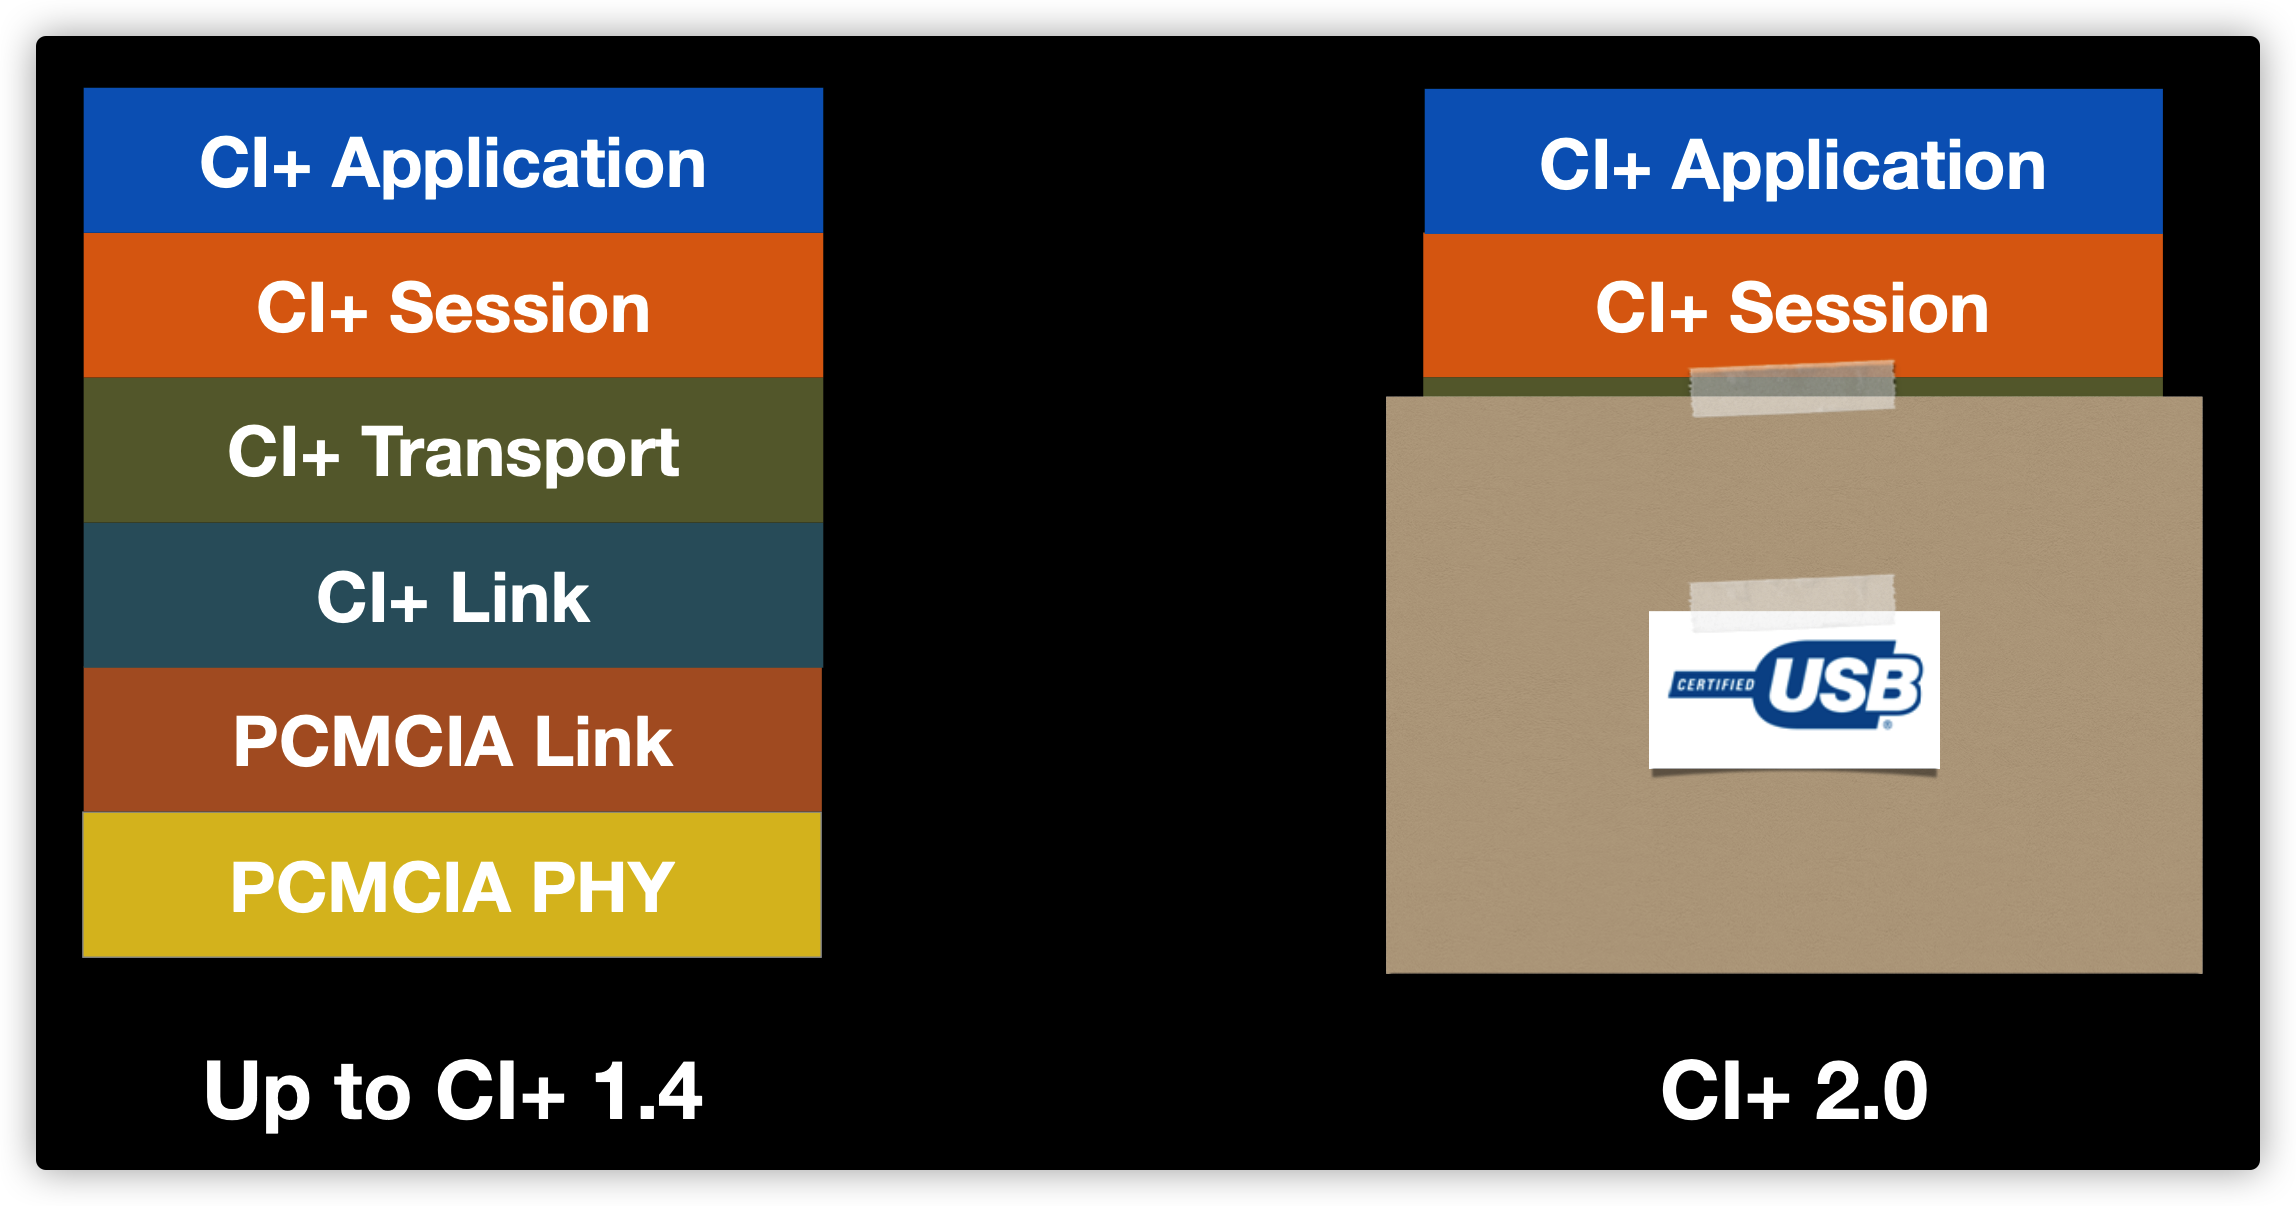 CI+ Application
CI+ Session
CI+ Transport
CI+ Link
PCMCIA Link
PCMCIA PHY
Up to CI+ 1.4
CI+ Application
CI+ Session
CERTIFIED USB®
CI+ 2.0